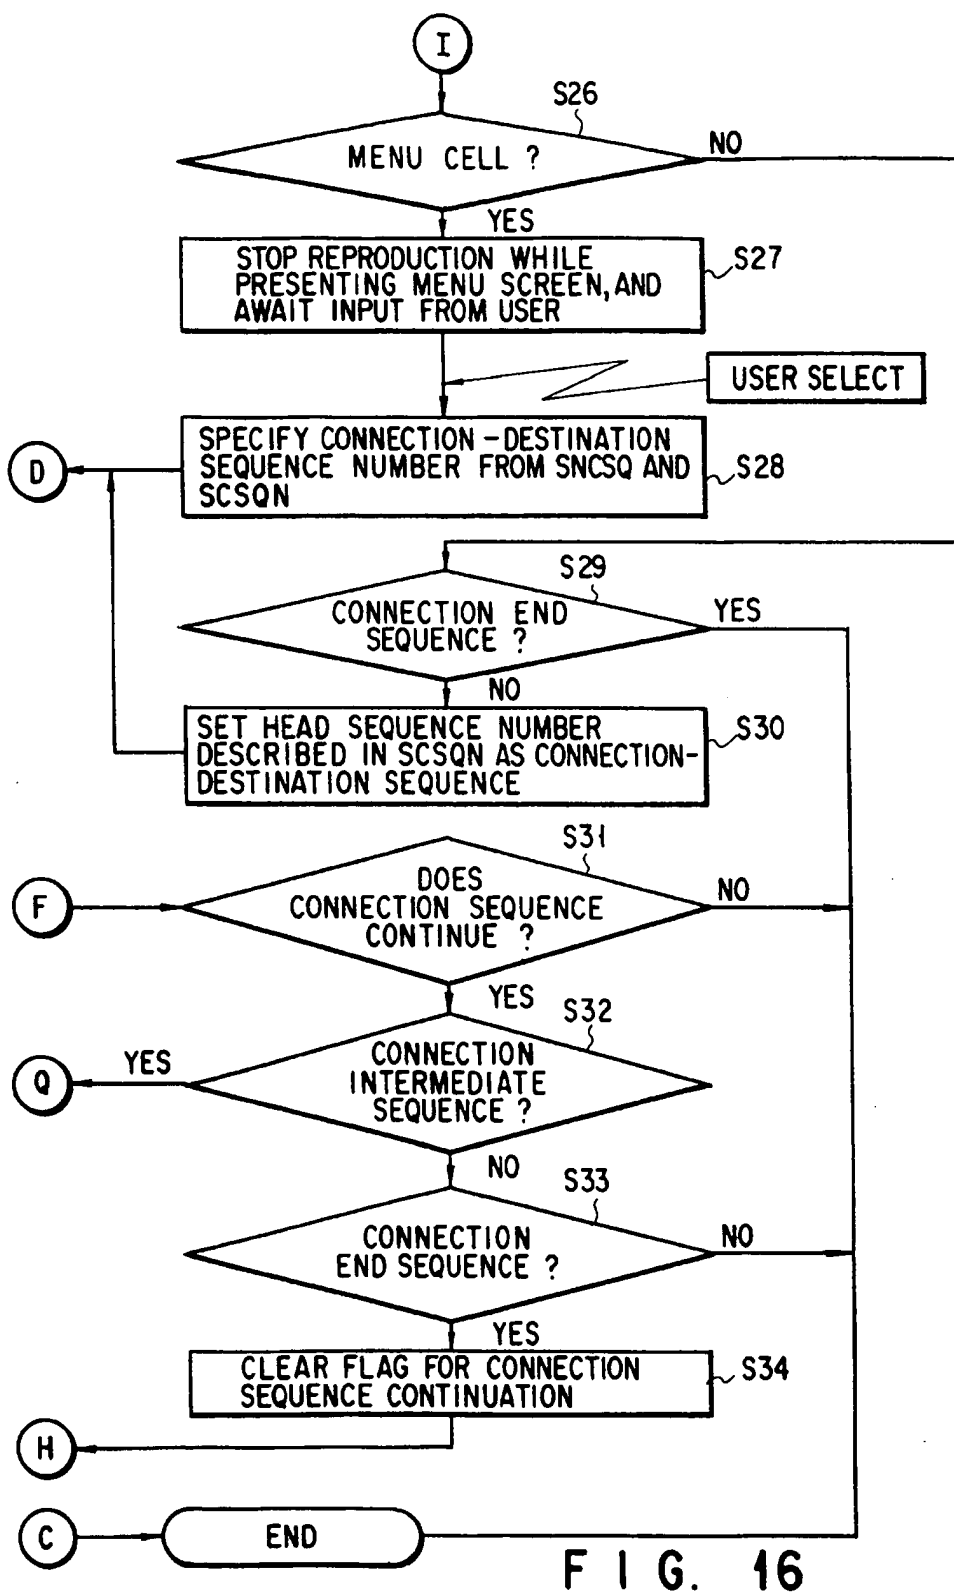 I
S26
MENU CELL ?
NO
YES
STOP REPRODUCTION WHILE
PRESENTING MENU SCREEN, AND
AWAIT INPUT FROM USER
S27
USER SELECT
SPECIFY CONNECTION-DESTINATION
SEQUENCE NUMBER FROM SNCSQ AND
SCSQN
S28
D
S29
CONNECTION END
SEQUENCE ?
YES
NO
SET HEAD SEQUENCE NUMBER
DESCRIBED IN SCSQN AS CONNECTION-
DESTINATION SEQUENCE
S30
S31
F
DOES
CONNECTION SEQUENCE
CONTINUE ?
NO
YES
S32
Q
YES
CONNECTION
INTERMEDIATE
SEQUENCE ?
NO
S33
CONNECTION
END SEQUENCE ?
NO
YES
CLEAR FLAG FOR CONNECTION
SEQUENCE CONTINUATION
S34
H
C
END
FIG. 16